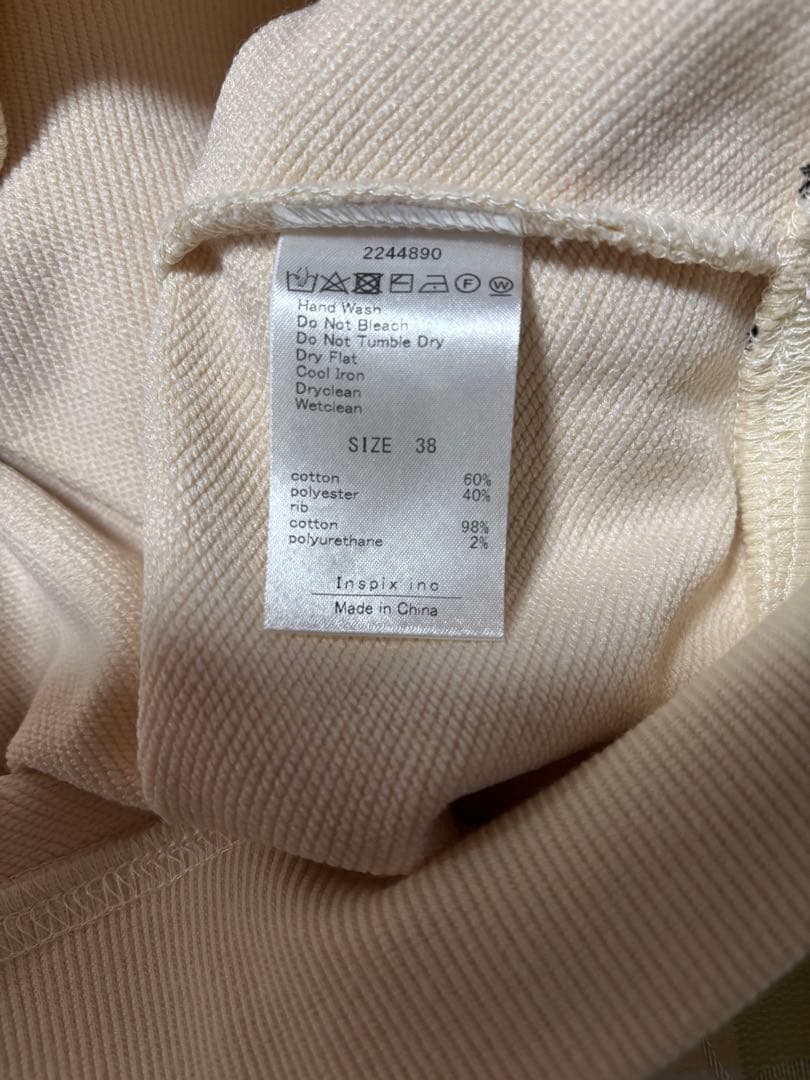 2244890
F W
Hand Wash
Do Not Bleach
Do Not Tumble Dry
Dry Flat
Cool Iron
Dryclean
Wetclean
SIZE 38
cotton 60%
polyester 40%
rib
cotton 98%
polyurethane 2%
Inspix inc
Made in China